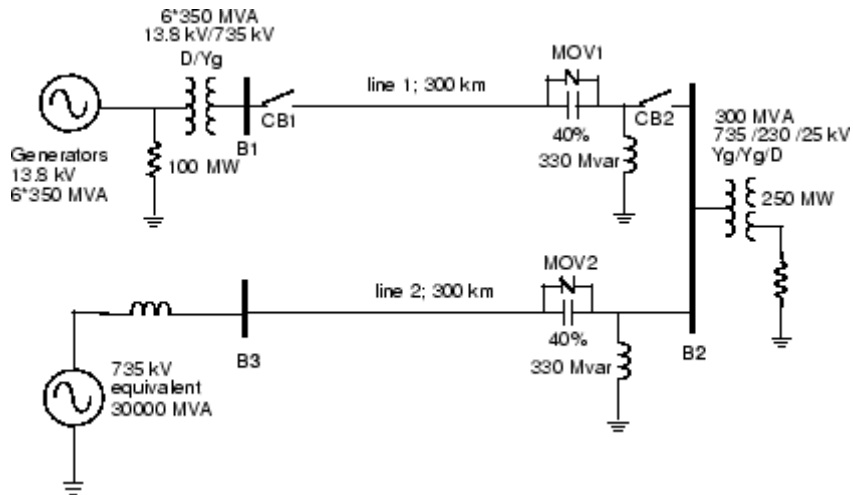 6*350 MVA
13.8 kV/735 kV
D/Yg
MOV1
line 1; 300 km
CB1
CB2
B1
40%
330 Mvar
300 MVA
735 /230 /25 kV
Yg/Yg/D
250 MW
Generators
13.8 kV
6*350 MVA
100 MW
MOV2
line 2; 300 km
B3
40%
330 Mvar
B2
735 kV
equivalent
30000 MVA